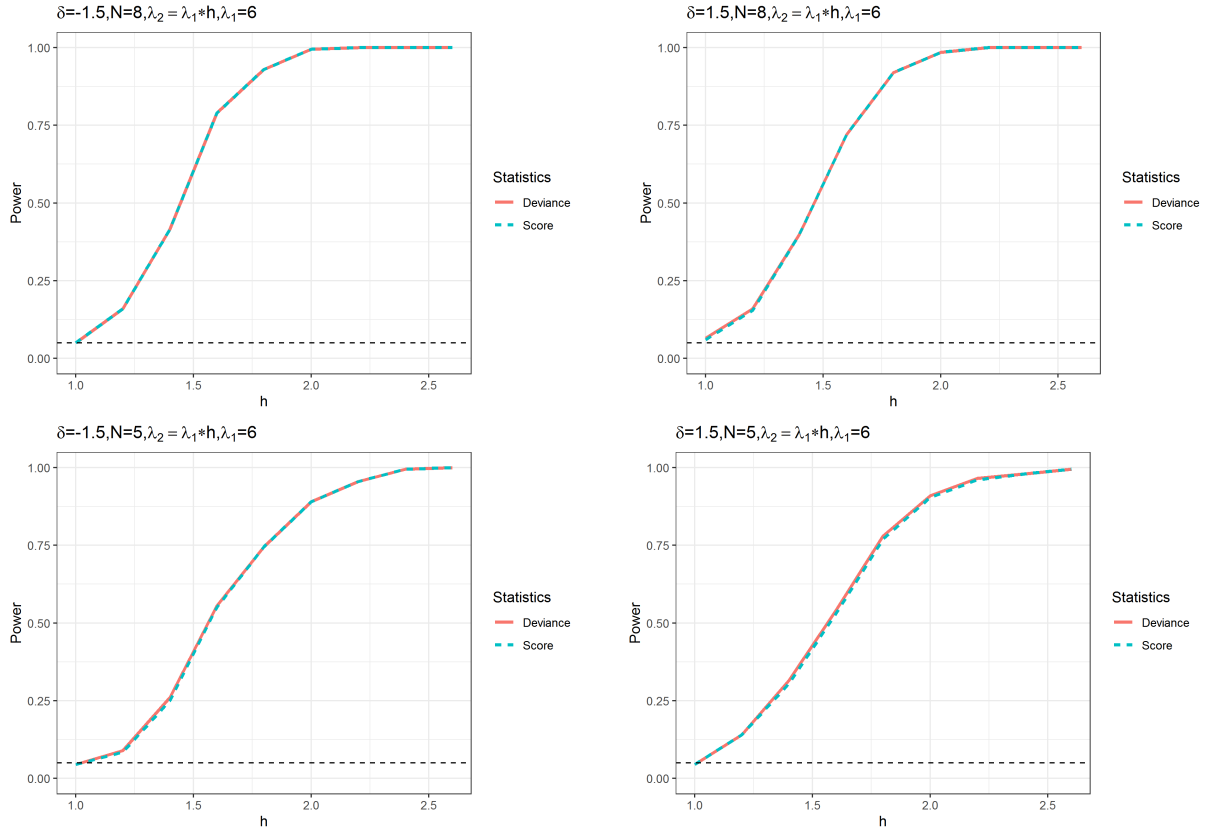 δ=-1.5,N=8,λ₂ = λ₁*h,λ₁=6
Power
1.00
0.75
0.50
0.25
0.00
1.0 1.5 2.0 2.5
h
Statistics
Deviance
Score
δ=1.5,N=8,λ₂ = λ₁*h,λ₁=6
Power
1.00
0.75
0.50
0.25
0.00
1.0 1.5 2.0 2.5
h
Statistics
Deviance
Score
δ=-1.5,N=5,λ₂ = λ₁*h,λ₁=6
Power
1.00
0.75
0.50
0.25
0.00
1.0 1.5 2.0 2.5
h
Statistics
Deviance
Score
δ=1.5,N=5,λ₂ = λ₁*h,λ₁=6
Power
1.00
0.75
0.50
0.25
0.00
1.0 1.5 2.0 2.5
h
Statistics
Deviance
Score